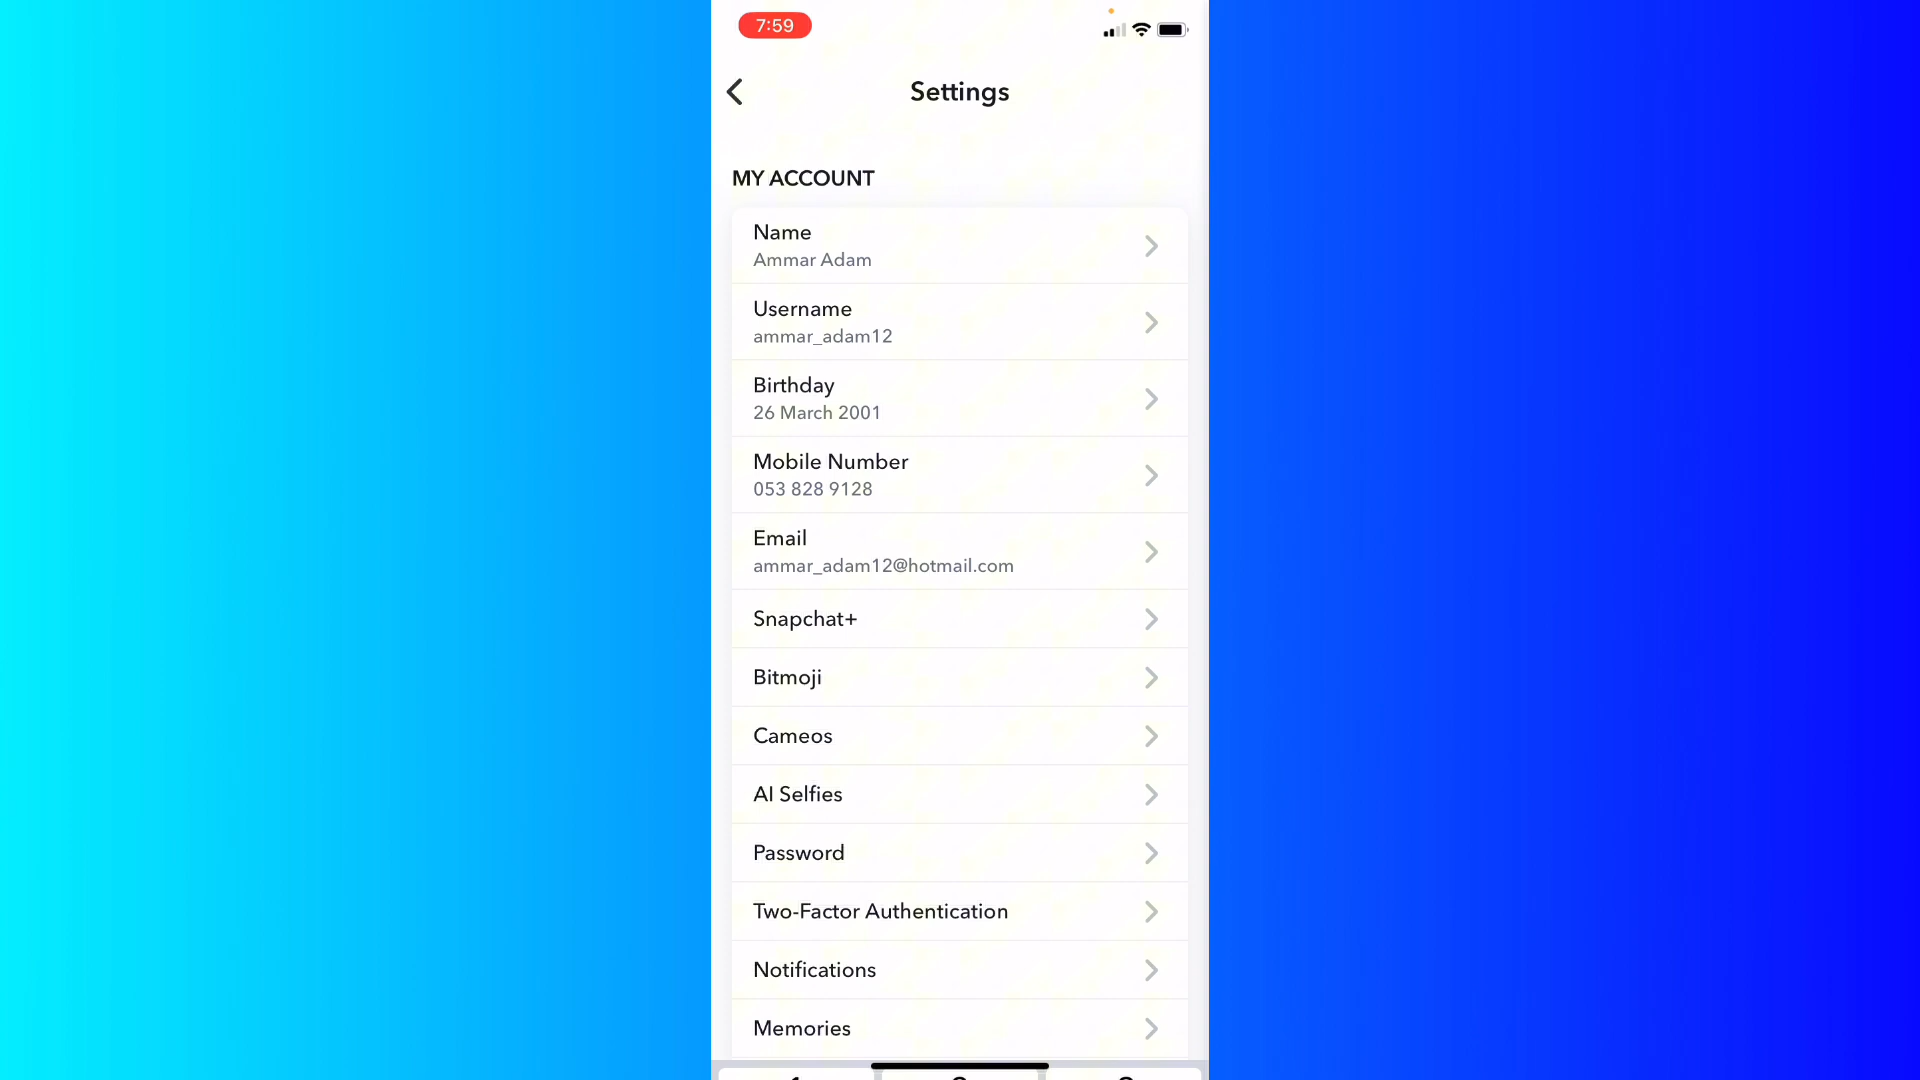 7:59
Settings
MY ACCOUNT
Name
Ammar Adam
Username
ammar_adam12
Birthday
26 March 2001
Mobile Number
053 828 9128
Email
ammar_adam12@hotmail.com
Snapchat+
Bitmoji
Cameos
AI Selfies
Password
Two-Factor Authentication
Notifications
Memories